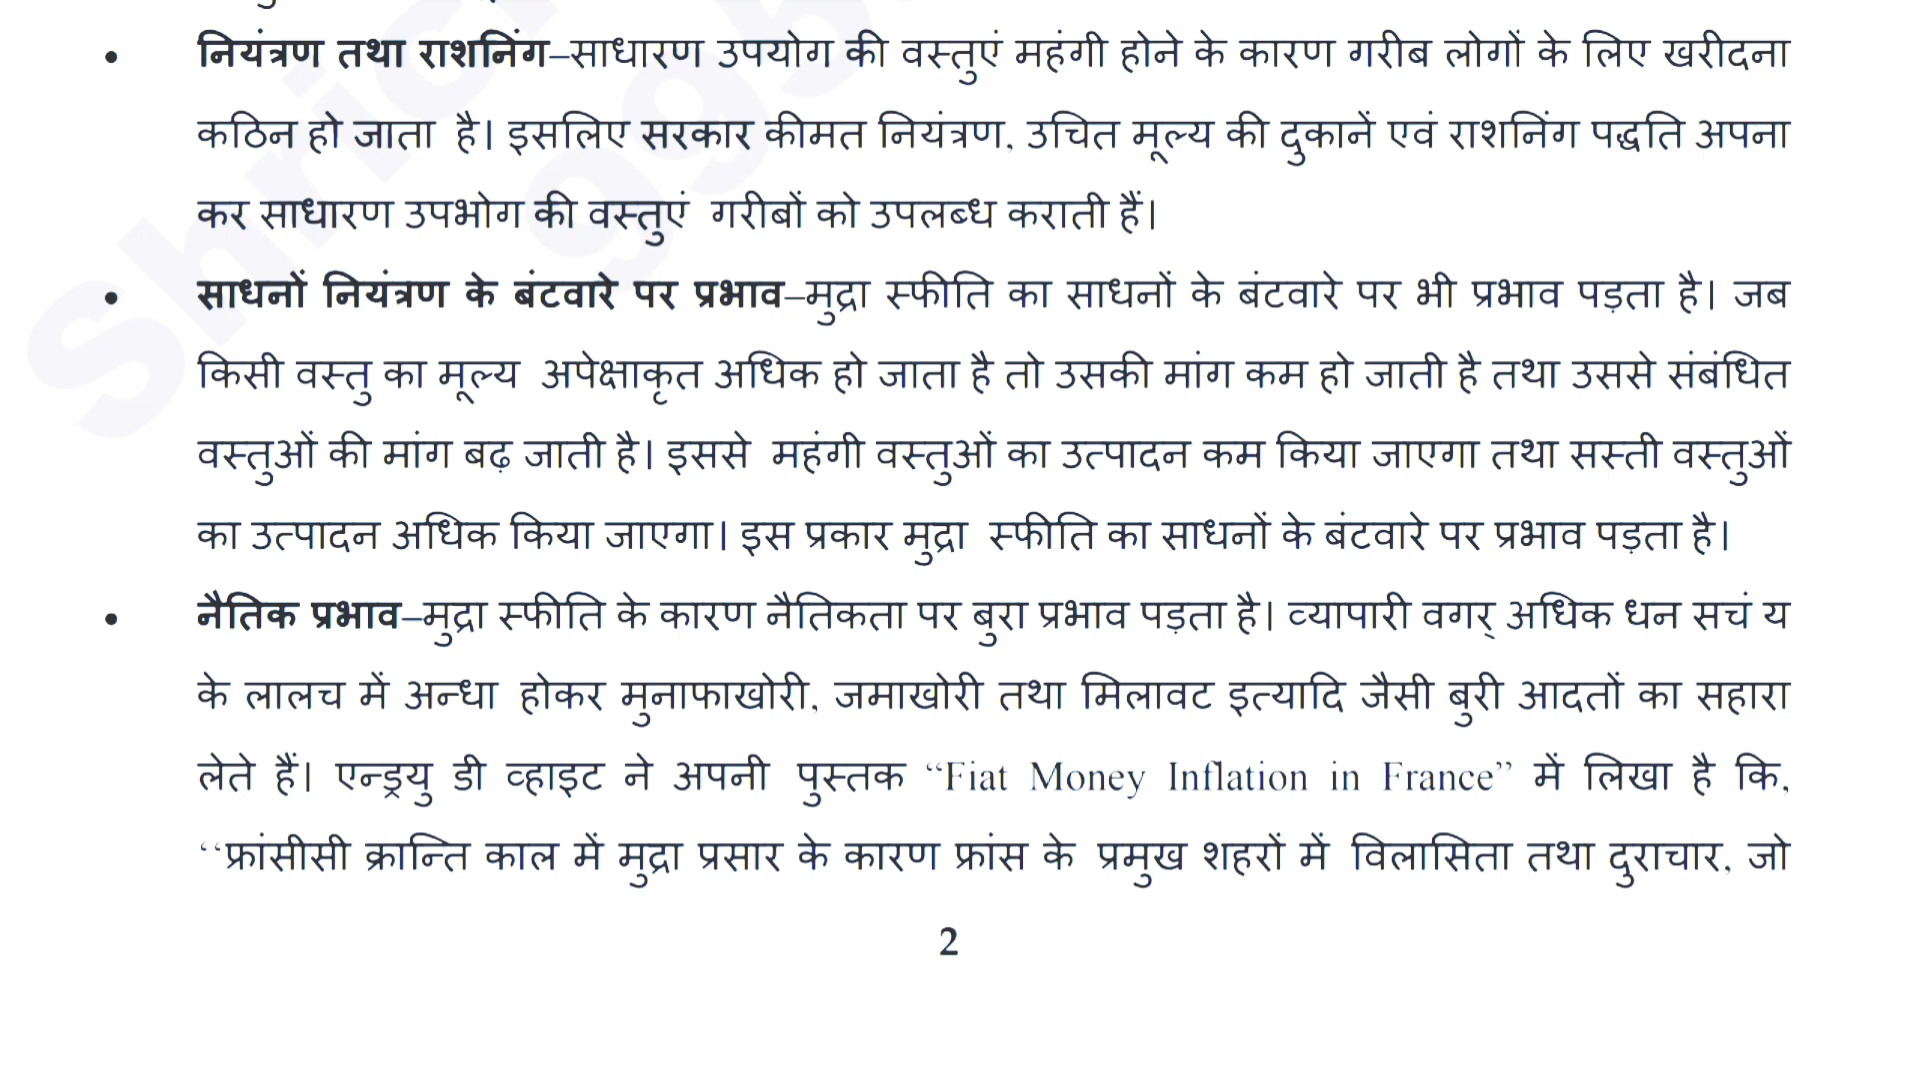 • नियंत्रण तथा राशनिंग–साधारण उपयोग की वस्तुएं महंगी होने के कारण गरीब लोगों के लिए खरीदना
कठिन हो जाता है। इसलिए सरकार कीमत नियंत्रण, उचित मूल्य की दुकानें एवं राशनिंग पद्धति अपना
कर साधारण उपभोग की वस्तुएं गरीबों को उपलब्ध कराती हैं।
• साधनों नियंत्रण के बंटवारे पर प्रभाव–मुद्रा स्फीति का साधनों के बंटवारे पर भी प्रभाव पड़ता है। जब
किसी वस्तु का मूल्य अपेक्षाकृत अधिक हो जाता है तो उसकी मांग कम हो जाती है तथा उससे संबंधित
वस्तुओं की मांग बढ़ जाती है। इससे महंगी वस्तुओं का उत्पादन कम किया जाएगा तथा सस्ती वस्तुओं
का उत्पादन अधिक किया जाएगा। इस प्रकार मुद्रा स्फीति का साधनों के बंटवारे पर प्रभाव पड़ता है।
• नैतिक प्रभाव–मुद्रा स्फीति के कारण नैतिकता पर बुरा प्रभाव पड़ता है। व्यापारी वगर् अधिक धन सचं य
के लालच में अन्धा होकर मुनाफाखोरी, जमाखोरी तथा मिलावट इत्यादि जैसी बुरी आदतों का सहारा
लेते हैं। एन्ड्रयु डी व्हाइट ने अपनी पुस्तक “Fiat Money Inflation in France” में लिखा है कि,
‘‘फ्रांसीसी क्रान्ति काल में मुद्रा प्रसार के कारण फ्रांस के प्रमुख शहरों में विलासिता तथा दुराचार, जो
2